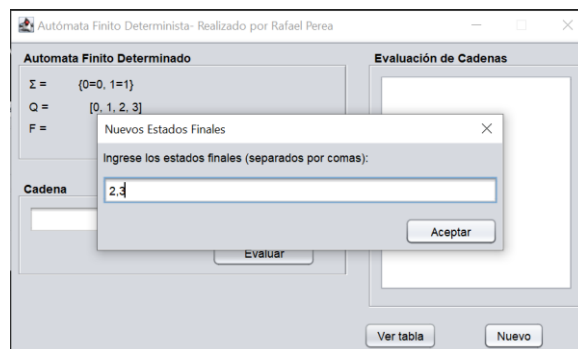 Autómata Finito Determinista- Realizado por Rafael Perea
Automata Finito Determinado
Σ = {0=0, 1=1}
Q = [0, 1, 2, 3]
F =
Evaluación de Cadenas
Nuevos Estados Finales
Ingrese los estados finales (separados por comas):
2,3
Aceptar
Cadena
Evaluar
Ver tabla
Nuevo